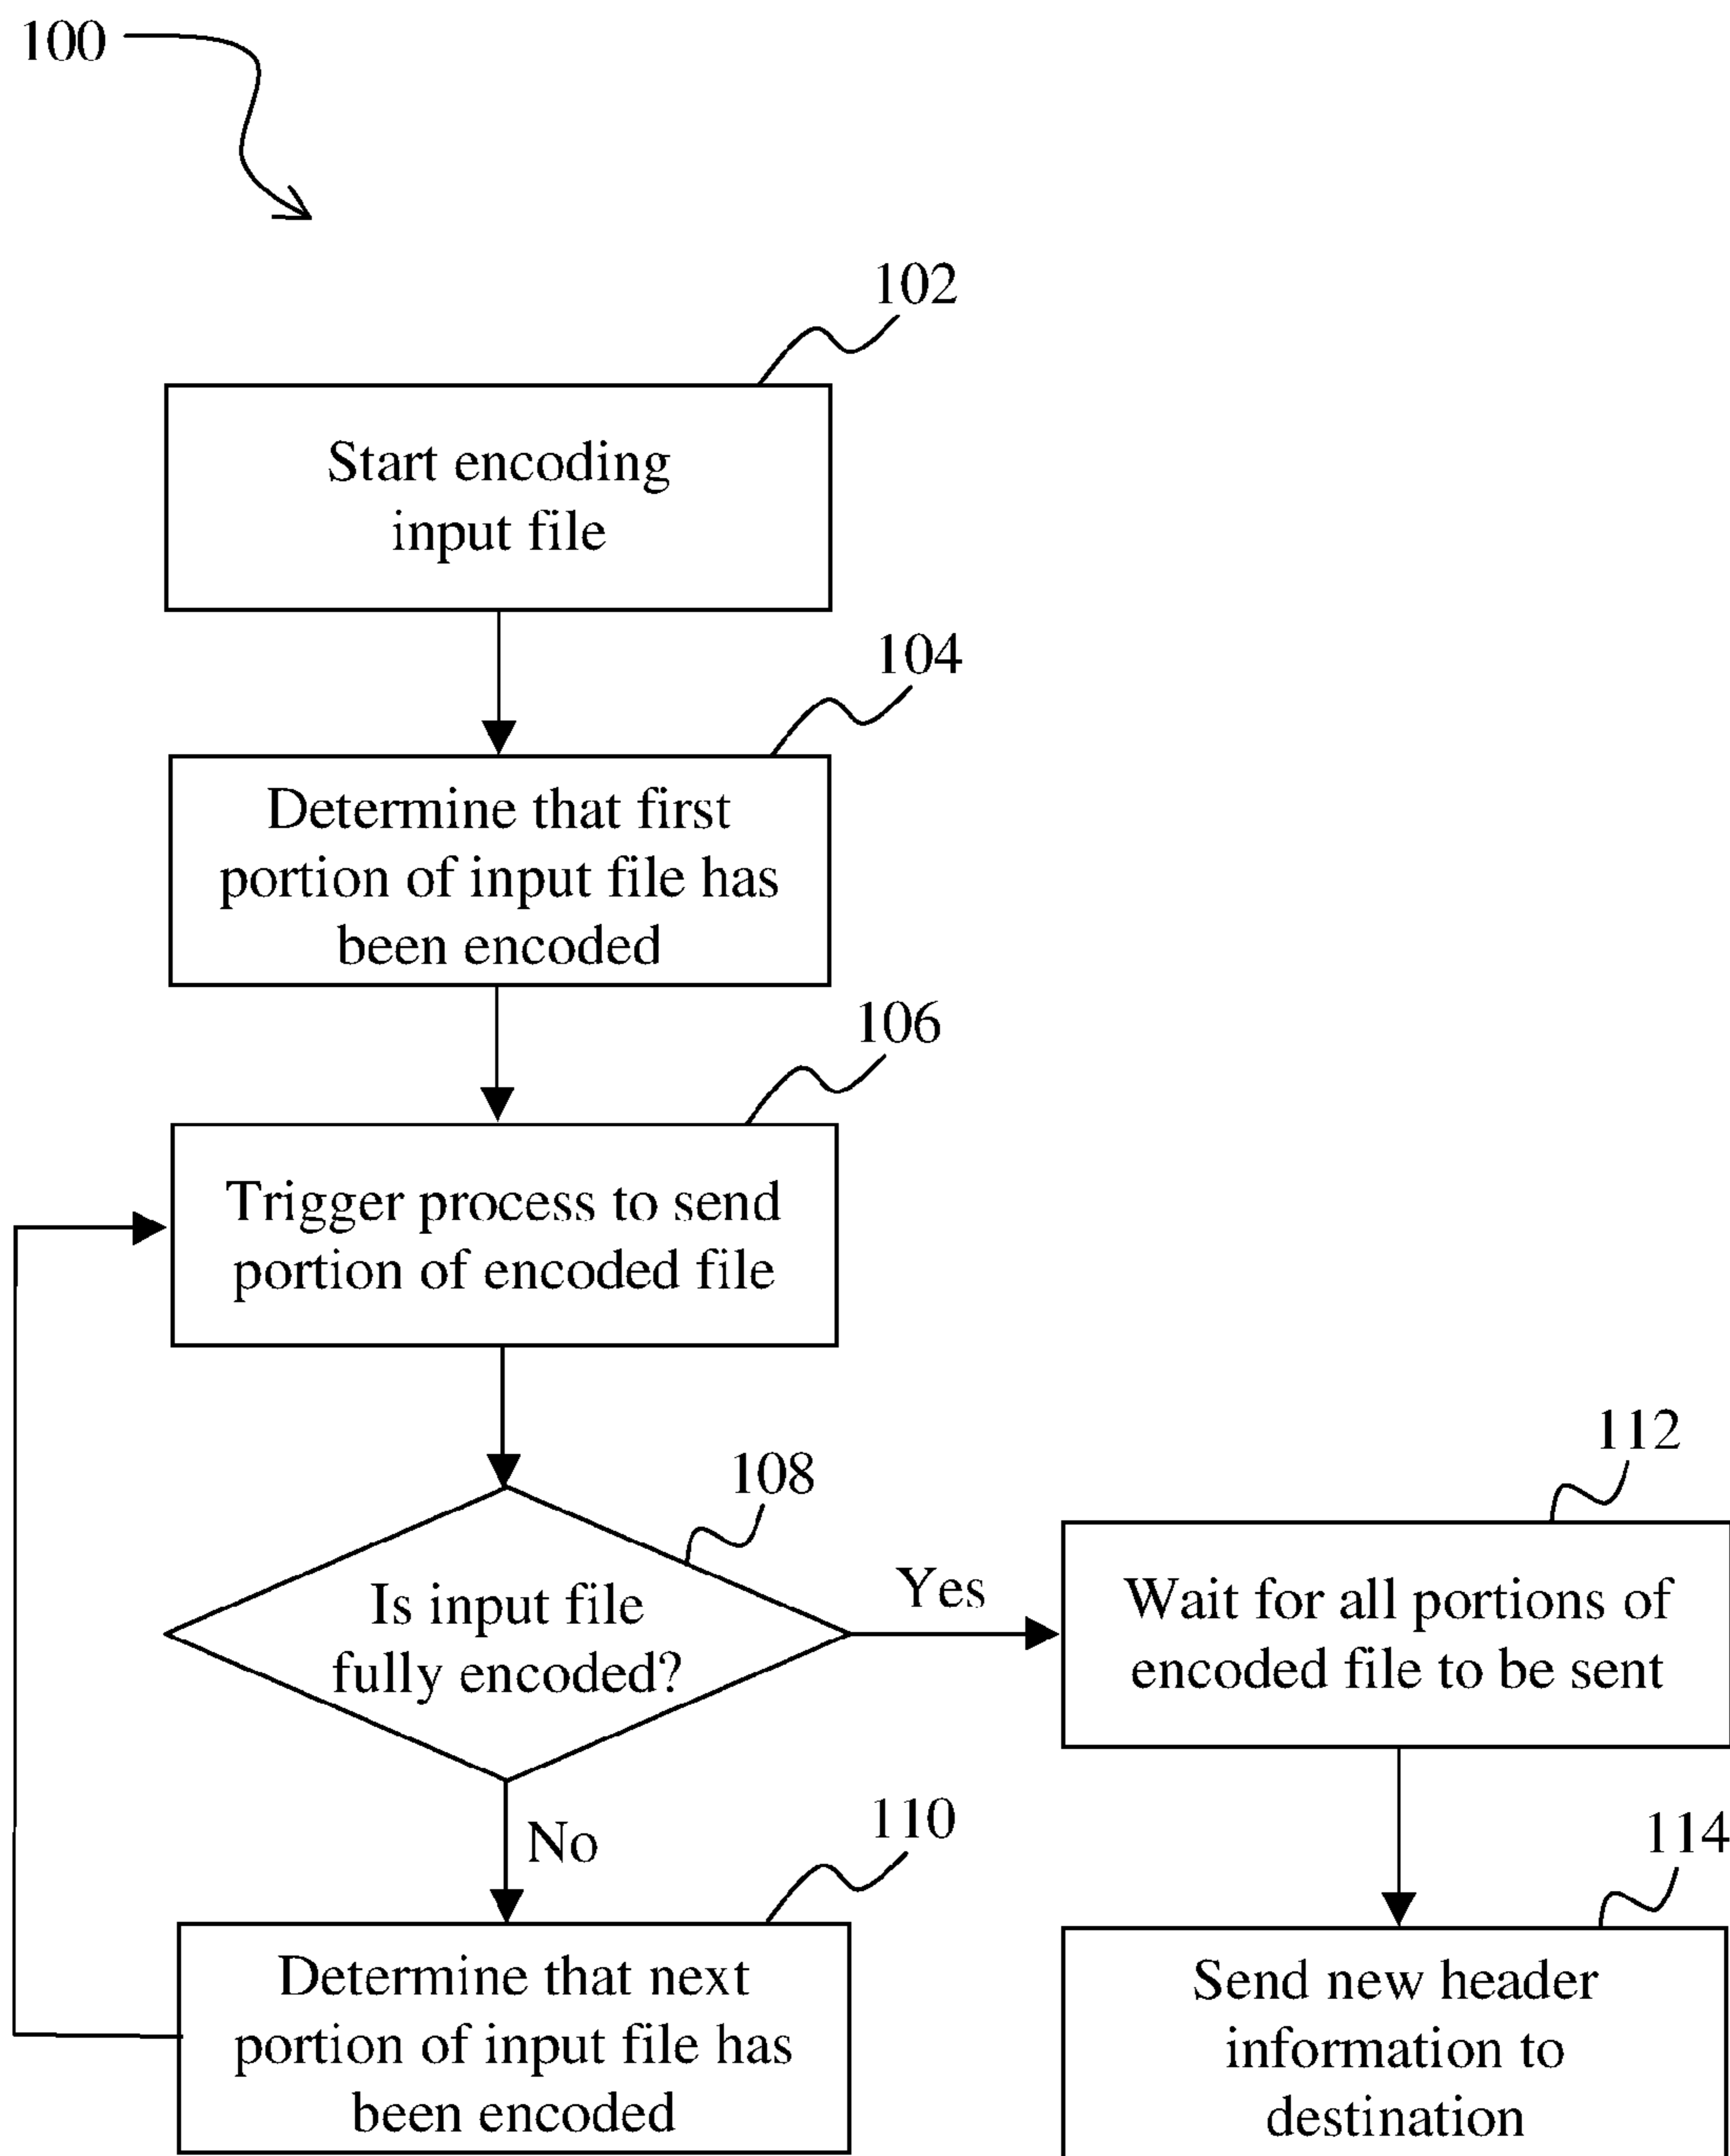 100
102
Start encoding
input file
104
Determine that first
portion of input file has
been encoded
106
Trigger process to send
portion of encoded file
108
Is input file
fully encoded?
Yes
No
110
Determine that next
portion of input file has
been encoded
112
Wait for all portions of
encoded file to be sent
114
Send new header
information to
destination